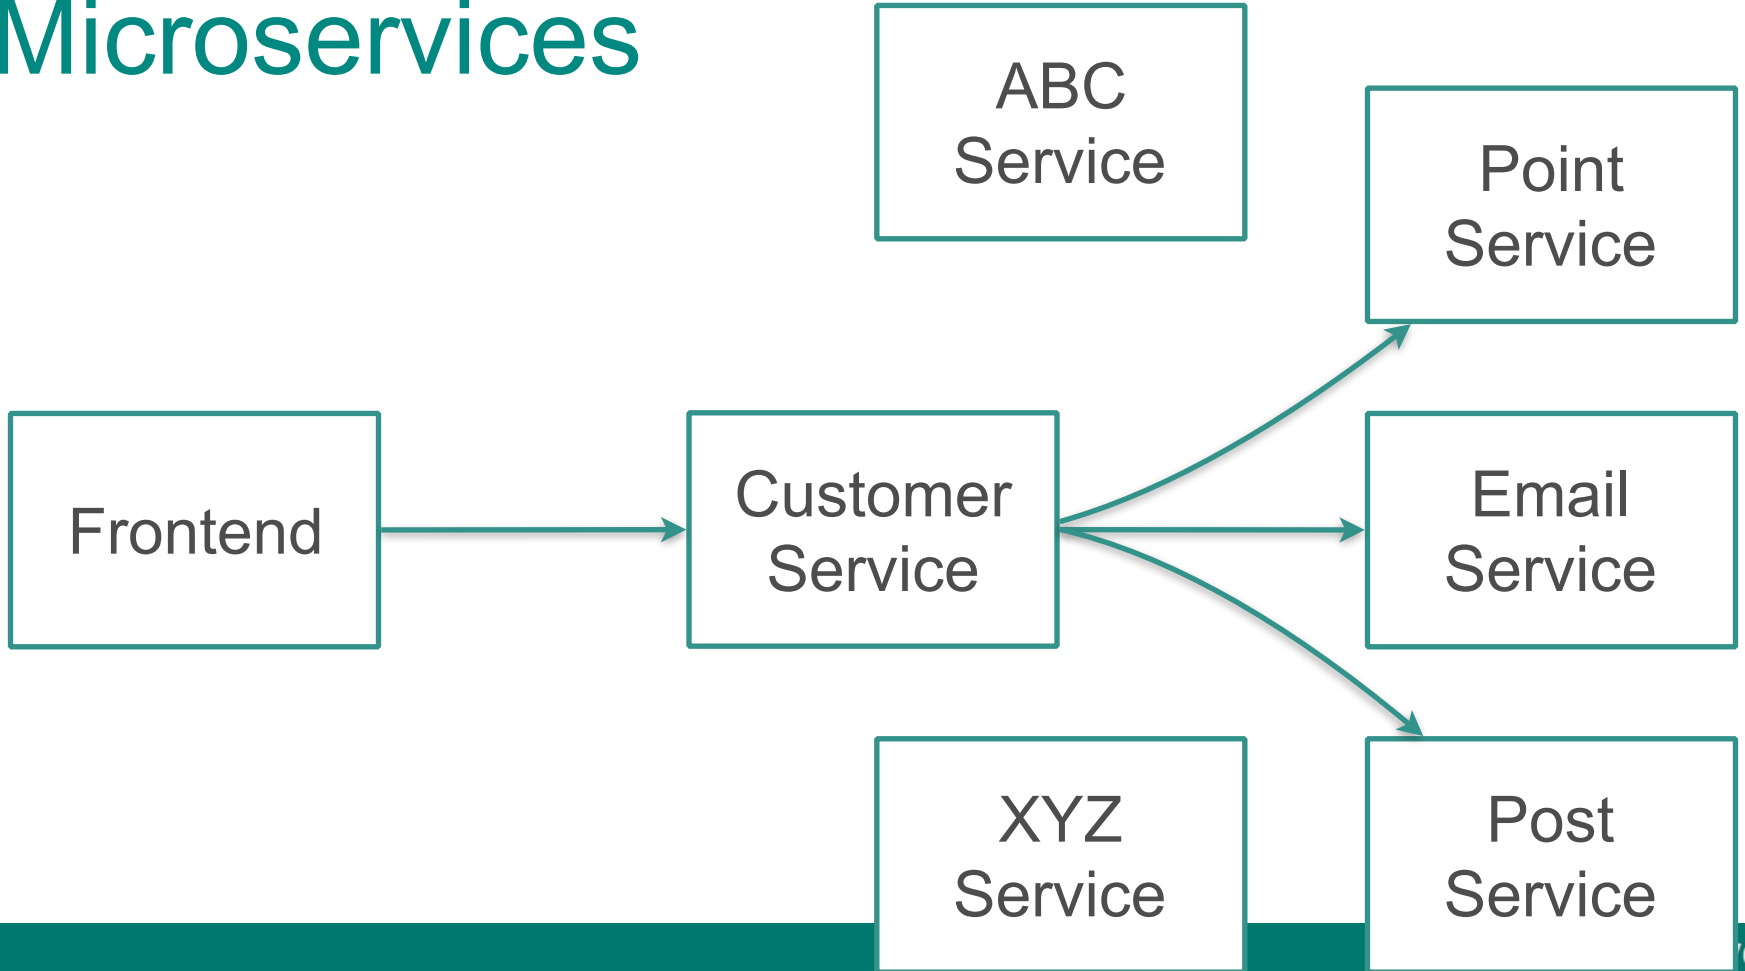 Microservices
ABC
Service
Point
Service
Frontend
Customer
Service
Email
Service
XYZ
Service
Post
Service